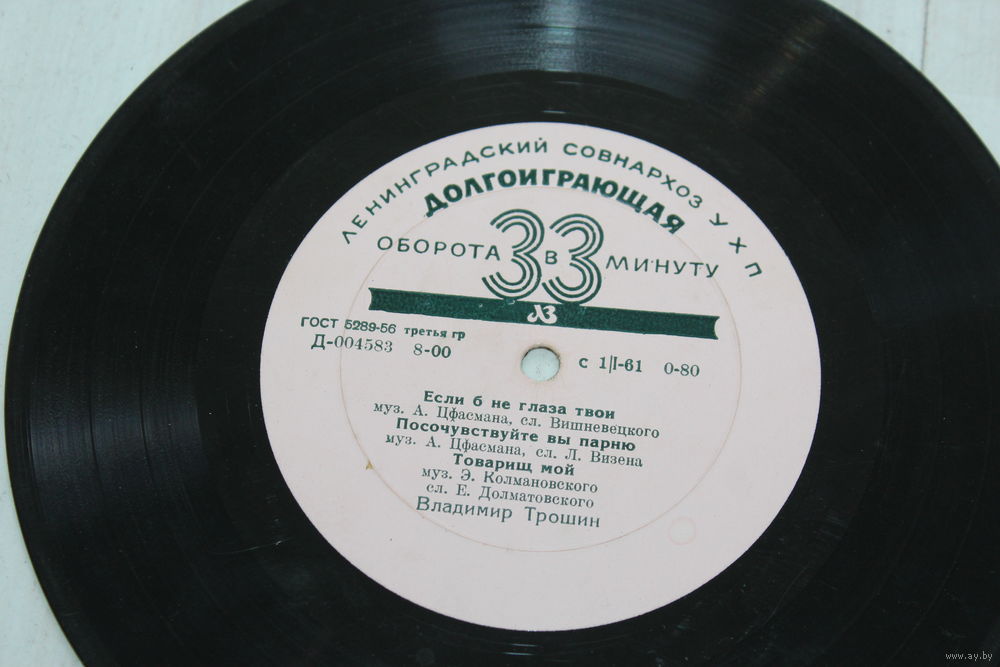 ЛЕНИНГРАДСКИЙ СОВНАРХОЗ УХП
ДОЛГОИГРАЮЩАЯ
ОБОРОТА 33 В МИНУТУ
ЛЗ
ГОСТ 5289-56 третья гр
Д-004583 8-00
с 1|I-61 0-80
Если б не глаза твои
муз. А. Цфасмана, сл. Вишневецкого
Посочувствуйте вы парню
муз. А. Цфасмана, сл. Л. Визена
Товарищ мой
муз. Э. Колмановского
сл. Е. Долматовского
Владимир Трошин
www.ay.by